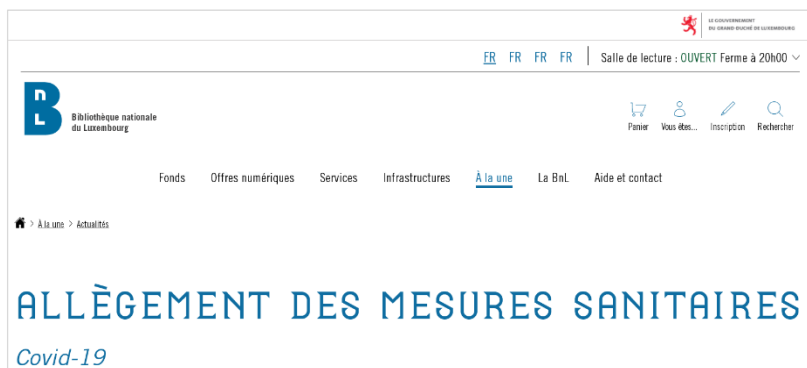 LE GOUVERNEMENT
DU GRAND-DUCHÉ DE LUXEMBOURG
FR FR FR FR Salle de lecture : OUVERT Ferme à 20h00
B n L
Bibliothèque nationale
du Luxembourg
Panier Vous êtes... Inscription Rechercher
Fonds Offres numériques Services Infrastructures À la une La BnL Aide et contact
> À la une > Actualités
ALLÈGEMENT DES MESURES SANITAIRES
Covid-19